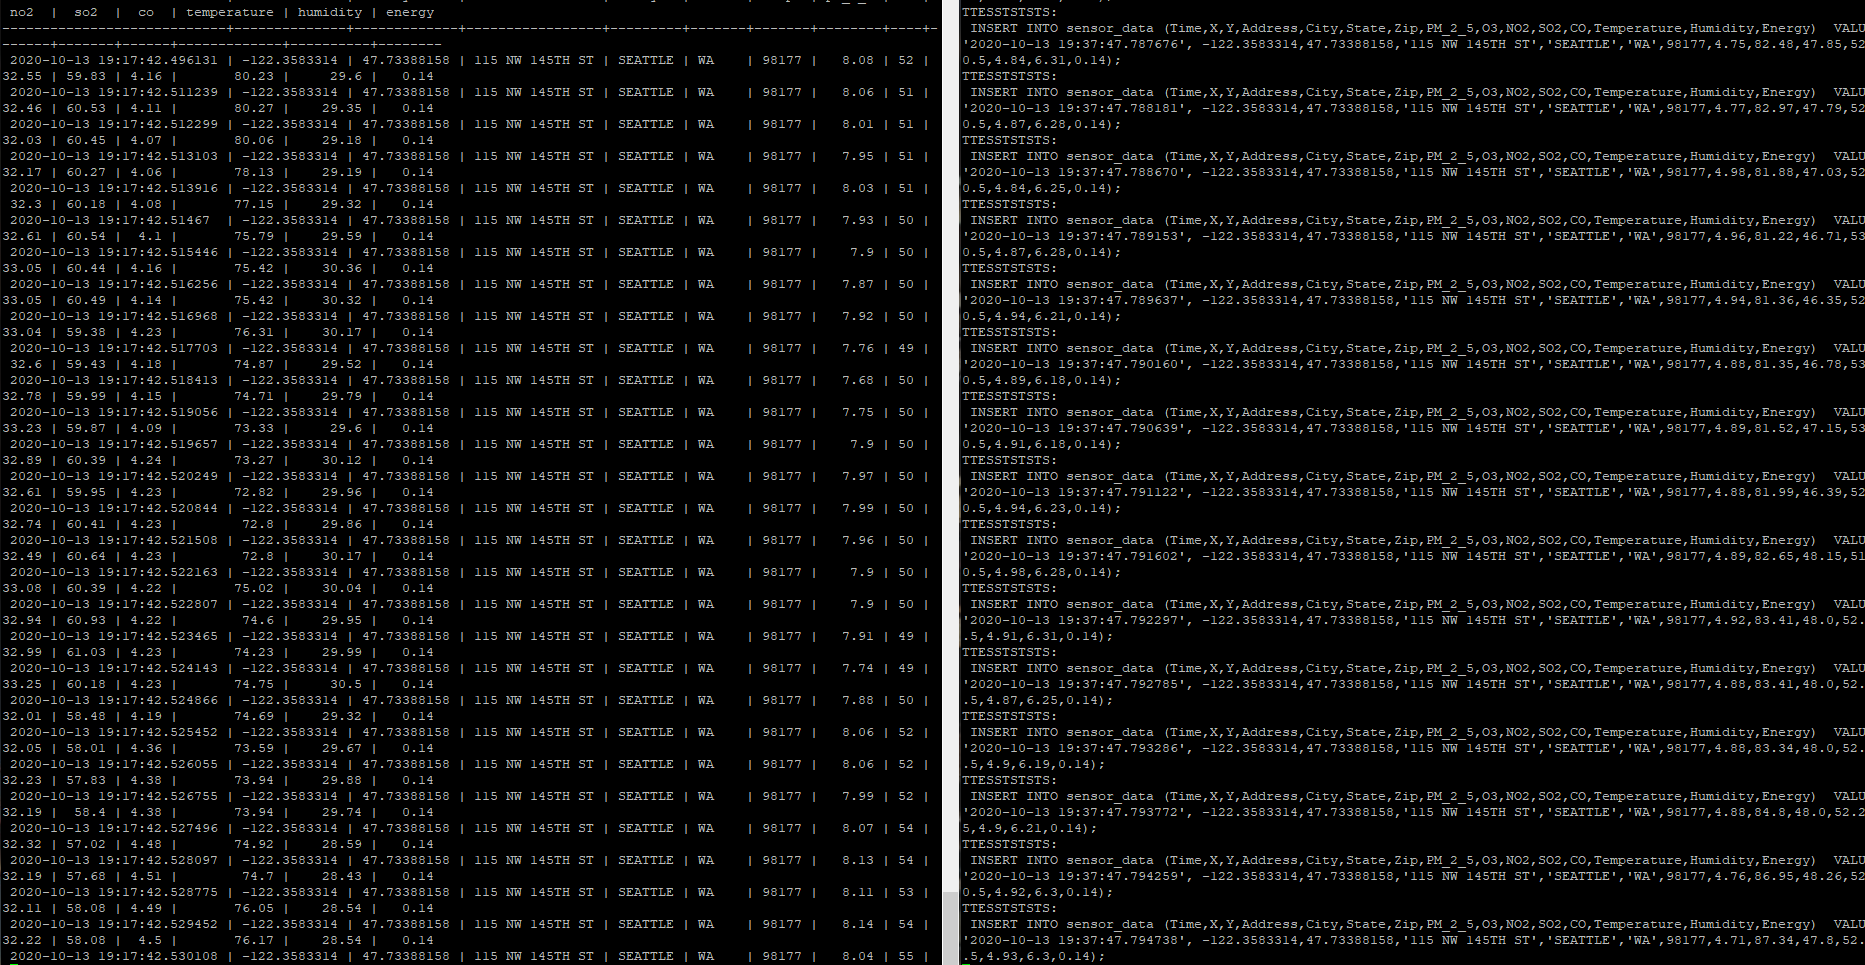 no2  |  so2  |  co  | temperature | humidity | energy
----------------------------+--------------+-------------+-----------------+---------+-------+-------+--------+----+-
------+-------+------+-------------+----------+--------
2020-10-13 19:17:42.496131 | -122.3583314 | 47.73388158 | 115 NW 145TH ST | SEATTLE | WA    | 98177 |   8.08 | 52 |
32.55 | 59.83 | 4.16 |       80.23 |     29.6 |   0.14
2020-10-13 19:17:42.511239 | -122.3583314 | 47.73388158 | 115 NW 145TH ST | SEATTLE | WA    | 98177 |   8.06 | 51 |
32.46 | 60.53 | 4.11 |       80.27 |    29.35 |   0.14
2020-10-13 19:17:42.512299 | -122.3583314 | 47.73388158 | 115 NW 145TH ST | SEATTLE | WA    | 98177 |   8.01 | 51 |
32.03 | 60.45 | 4.07 |       80.06 |    29.18 |   0.14
2020-10-13 19:17:42.513103 | -122.3583314 | 47.73388158 | 115 NW 145TH ST | SEATTLE | WA    | 98177 |   7.95 | 51 |
32.17 | 60.27 | 4.06 |       78.13 |    29.19 |   0.14
2020-10-13 19:17:42.513916 | -122.3583314 | 47.73388158 | 115 NW 145TH ST | SEATTLE | WA    | 98177 |   8.03 | 51 |
32.3 | 60.18 | 4.08 |       77.15 |    29.32 |   0.14
2020-10-13 19:17:42.51467  | -122.3583314 | 47.73388158 | 115 NW 145TH ST | SEATTLE | WA    | 98177 |   7.93 | 50 |
32.61 | 60.54 |  4.1 |       75.79 |    29.59 |   0.14
2020-10-13 19:17:42.515446 | -122.3583314 | 47.73388158 | 115 NW 145TH ST | SEATTLE | WA    | 98177 |    7.9 | 50 |
33.05 | 60.44 | 4.16 |       75.42 |    30.36 |   0.14
2020-10-13 19:17:42.516256 | -122.3583314 | 47.73388158 | 115 NW 145TH ST | SEATTLE | WA    | 98177 |   7.87 | 50 |
33.05 | 60.49 | 4.14 |       75.42 |    30.32 |   0.14
2020-10-13 19:17:42.516968 | -122.3583314 | 47.73388158 | 115 NW 145TH ST | SEATTLE | WA    | 98177 |   7.92 | 50 |
33.04 | 59.38 | 4.23 |       76.31 |    30.17 |   0.14
2020-10-13 19:17:42.517703 | -122.3583314 | 47.73388158 | 115 NW 145TH ST | SEATTLE | WA    | 98177 |   7.76 | 49 |
32.6 | 59.43 | 4.18 |       74.87 |    29.52 |   0.14
2020-10-13 19:17:42.518413 | -122.3583314 | 47.73388158 | 115 NW 145TH ST | SEATTLE | WA    | 98177 |   7.68 | 50 |
32.78 | 59.99 | 4.15 |       74.71 |    29.79 |   0.14
2020-10-13 19:17:42.519056 | -122.3583314 | 47.73388158 | 115 NW 145TH ST | SEATTLE | WA    | 98177 |   7.75 | 50 |
33.23 | 59.87 | 4.09 |       73.33 |     29.6 |   0.14
2020-10-13 19:17:42.519657 | -122.3583314 | 47.73388158 | 115 NW 145TH ST | SEATTLE | WA    | 98177 |    7.9 | 50 |
32.89 | 60.39 | 4.24 |       73.27 |    30.12 |   0.14
2020-10-13 19:17:42.520249 | -122.3583314 | 47.73388158 | 115 NW 145TH ST | SEATTLE | WA    | 98177 |   7.97 | 50 |
32.61 | 59.95 | 4.23 |       72.82 |    29.96 |   0.14
2020-10-13 19:17:42.520844 | -122.3583314 | 47.73388158 | 115 NW 145TH ST | SEATTLE | WA    | 98177 |   7.99 | 50 |
32.74 | 60.41 | 4.23 |        72.8 |    29.86 |   0.14
2020-10-13 19:17:42.521508 | -122.3583314 | 47.73388158 | 115 NW 145TH ST | SEATTLE | WA    | 98177 |   7.96 | 50 |
32.49 | 60.64 | 4.23 |        72.8 |    30.17 |   0.14
2020-10-13 19:17:42.522163 | -122.3583314 | 47.73388158 | 115 NW 145TH ST | SEATTLE | WA    | 98177 |    7.9 | 50 |
33.08 | 60.39 | 4.22 |       75.02 |    30.04 |   0.14
2020-10-13 19:17:42.522807 | -122.3583314 | 47.73388158 | 115 NW 145TH ST | SEATTLE | WA    | 98177 |    7.9 | 50 |
32.94 | 60.93 | 4.22 |        74.6 |    29.95 |   0.14
2020-10-13 19:17:42.523465 | -122.3583314 | 47.73388158 | 115 NW 145TH ST | SEATTLE | WA    | 98177 |   7.91 | 49 |
32.99 | 61.03 | 4.23 |       74.23 |    29.99 |   0.14
2020-10-13 19:17:42.524143 | -122.3583314 | 47.73388158 | 115 NW 145TH ST | SEATTLE | WA    | 98177 |   7.74 | 49 |
33.25 | 60.18 | 4.23 |       74.75 |     30.5 |   0.14
2020-10-13 19:17:42.524866 | -122.3583314 | 47.73388158 | 115 NW 145TH ST | SEATTLE | WA    | 98177 |   7.88 | 50 |
32.01 | 58.48 | 4.19 |       74.69 |    29.32 |   0.14
2020-10-13 19:17:42.525452 | -122.3583314 | 47.73388158 | 115 NW 145TH ST | SEATTLE | WA    | 98177 |   8.06 | 52 |
32.05 | 58.01 | 4.36 |       73.59 |    29.67 |   0.14
2020-10-13 19:17:42.526055 | -122.3583314 | 47.73388158 | 115 NW 145TH ST | SEATTLE | WA    | 98177 |   8.06 | 52 |
32.23 | 57.83 | 4.38 |       73.94 |    29.88 |   0.14
2020-10-13 19:17:42.526755 | -122.3583314 | 47.73388158 | 115 NW 145TH ST | SEATTLE | WA    | 98177 |   7.99 | 52 |
32.19 |  58.4 | 4.38 |       73.94 |    29.74 |   0.14
2020-10-13 19:17:42.527496 | -122.3583314 | 47.73388158 | 115 NW 145TH ST | SEATTLE | WA    | 98177 |   8.07 | 54 |
32.32 | 57.02 | 4.48 |       74.92 |    28.59 |   0.14
2020-10-13 19:17:42.528097 | -122.3583314 | 47.73388158 | 115 NW 145TH ST | SEATTLE | WA    | 98177 |   8.13 | 54 |
32.19 | 57.68 | 4.51 |        74.7 |    28.43 |   0.14
2020-10-13 19:17:42.528775 | -122.3583314 | 47.73388158 | 115 NW 145TH ST | SEATTLE | WA    | 98177 |   8.11 | 53 |
32.11 | 58.08 | 4.49 |       76.05 |    28.54 |   0.14
2020-10-13 19:17:42.529452 | -122.3583314 | 47.73388158 | 115 NW 145TH ST | SEATTLE | WA    | 98177 |   8.14 | 54 |
32.22 | 58.08 |  4.5 |       76.17 |    28.54 |   0.14
2020-10-13 19:17:42.530108 | -122.3583314 | 47.73388158 | 115 NW 145TH ST | SEATTLE | WA    | 98177 |   8.04 | 55 |
TTESSTSTSTS:
INSERT INTO sensor_data (Time,X,Y,Address,City,State,Zip,PM_2_5,O3,NO2,SO2,CO,Temperature,Humidity,Energy)  VALU
'2020-10-13 19:37:47.787676', -122.3583314,47.73388158,'115 NW 145TH ST','SEATTLE','WA',98177,4.75,82.48,47.85,52
0.5,4.84,6.31,0.14);
TTESSTSTSTS:
INSERT INTO sensor_data (Time,X,Y,Address,City,State,Zip,PM_2_5,O3,NO2,SO2,CO,Temperature,Humidity,Energy)  VALU
'2020-10-13 19:37:47.788181', -122.3583314,47.73388158,'115 NW 145TH ST','SEATTLE','WA',98177,4.77,82.97,47.79,52
0.5,4.87,6.28,0.14);
TTESSTSTSTS:
INSERT INTO sensor_data (Time,X,Y,Address,City,State,Zip,PM_2_5,O3,NO2,SO2,CO,Temperature,Humidity,Energy)  VALU
'2020-10-13 19:37:47.788670', -122.3583314,47.73388158,'115 NW 145TH ST','SEATTLE','WA',98177,4.98,81.88,47.03,52
0.5,4.84,6.25,0.14);
TTESSTSTSTS:
INSERT INTO sensor_data (Time,X,Y,Address,City,State,Zip,PM_2_5,O3,NO2,SO2,CO,Temperature,Humidity,Energy)  VALU
'2020-10-13 19:37:47.789153', -122.3583314,47.73388158,'115 NW 145TH ST','SEATTLE','WA',98177,4.96,81.22,46.71,53
0.5,4.87,6.28,0.14);
TTESSTSTSTS:
INSERT INTO sensor_data (Time,X,Y,Address,City,State,Zip,PM_2_5,O3,NO2,SO2,CO,Temperature,Humidity,Energy)  VALU
'2020-10-13 19:37:47.789637', -122.3583314,47.73388158,'115 NW 145TH ST','SEATTLE','WA',98177,4.94,81.36,46.35,52
0.5,4.94,6.21,0.14);
TTESSTSTSTS:
INSERT INTO sensor_data (Time,X,Y,Address,City,State,Zip,PM_2_5,O3,NO2,SO2,CO,Temperature,Humidity,Energy)  VALU
'2020-10-13 19:37:47.790160', -122.3583314,47.73388158,'115 NW 145TH ST','SEATTLE','WA',98177,4.88,81.35,46.78,53
0.5,4.89,6.18,0.14);
TTESSTSTSTS:
INSERT INTO sensor_data (Time,X,Y,Address,City,State,Zip,PM_2_5,O3,NO2,SO2,CO,Temperature,Humidity,Energy)  VALU
'2020-10-13 19:37:47.790639', -122.3583314,47.73388158,'115 NW 145TH ST','SEATTLE','WA',98177,4.89,81.52,47.15,53
0.5,4.91,6.18,0.14);
TTESSTSTSTS:
INSERT INTO sensor_data (Time,X,Y,Address,City,State,Zip,PM_2_5,O3,NO2,SO2,CO,Temperature,Humidity,Energy)  VALU
'2020-10-13 19:37:47.791122', -122.3583314,47.73388158,'115 NW 145TH ST','SEATTLE','WA',98177,4.88,81.99,46.39,52
0.5,4.94,6.23,0.14);
TTESSTSTSTS:
INSERT INTO sensor_data (Time,X,Y,Address,City,State,Zip,PM_2_5,O3,NO2,SO2,CO,Temperature,Humidity,Energy)  VALU
'2020-10-13 19:37:47.791602', -122.3583314,47.73388158,'115 NW 145TH ST','SEATTLE','WA',98177,4.89,82.65,48.15,51
0.5,4.98,6.28,0.14);
TTESSTSTSTS:
INSERT INTO sensor_data (Time,X,Y,Address,City,State,Zip,PM_2_5,O3,NO2,SO2,CO,Temperature,Humidity,Energy)  VALU
'2020-10-13 19:37:47.792297', -122.3583314,47.73388158,'115 NW 145TH ST','SEATTLE','WA',98177,4.92,83.41,48.0,52.
.5,4.91,6.31,0.14);
TTESSTSTSTS:
INSERT INTO sensor_data (Time,X,Y,Address,City,State,Zip,PM_2_5,O3,NO2,SO2,CO,Temperature,Humidity,Energy)  VALU
'2020-10-13 19:37:47.792785', -122.3583314,47.73388158,'115 NW 145TH ST','SEATTLE','WA',98177,4.88,83.41,48.0,52.
.5,4.87,6.25,0.14);
TTESSTSTSTS:
INSERT INTO sensor_data (Time,X,Y,Address,City,State,Zip,PM_2_5,O3,NO2,SO2,CO,Temperature,Humidity,Energy)  VALU
'2020-10-13 19:37:47.793286', -122.3583314,47.73388158,'115 NW 145TH ST','SEATTLE','WA',98177,4.88,83.34,48.0,52.
.5,4.9,6.19,0.14);
TTESSTSTSTS:
INSERT INTO sensor_data (Time,X,Y,Address,City,State,Zip,PM_2_5,O3,NO2,SO2,CO,Temperature,Humidity,Energy)  VALU
'2020-10-13 19:37:47.793772', -122.3583314,47.73388158,'115 NW 145TH ST','SEATTLE','WA',98177,4.88,84.8,48.0,52.2
5,4.9,6.21,0.14);
TTESSTSTSTS:
INSERT INTO sensor_data (Time,X,Y,Address,City,State,Zip,PM_2_5,O3,NO2,SO2,CO,Temperature,Humidity,Energy)  VALU
'2020-10-13 19:37:47.794259', -122.3583314,47.73388158,'115 NW 145TH ST','SEATTLE','WA',98177,4.76,86.95,48.26,52
0.5,4.92,6.3,0.14);
TTESSTSTSTS:
INSERT INTO sensor_data (Time,X,Y,Address,City,State,Zip,PM_2_5,O3,NO2,SO2,CO,Temperature,Humidity,Energy)  VALU
'2020-10-13 19:37:47.794738', -122.3583314,47.73388158,'115 NW 145TH ST','SEATTLE','WA',98177,4.71,87.34,47.8,52.
.5,4.93,6.3,0.14);